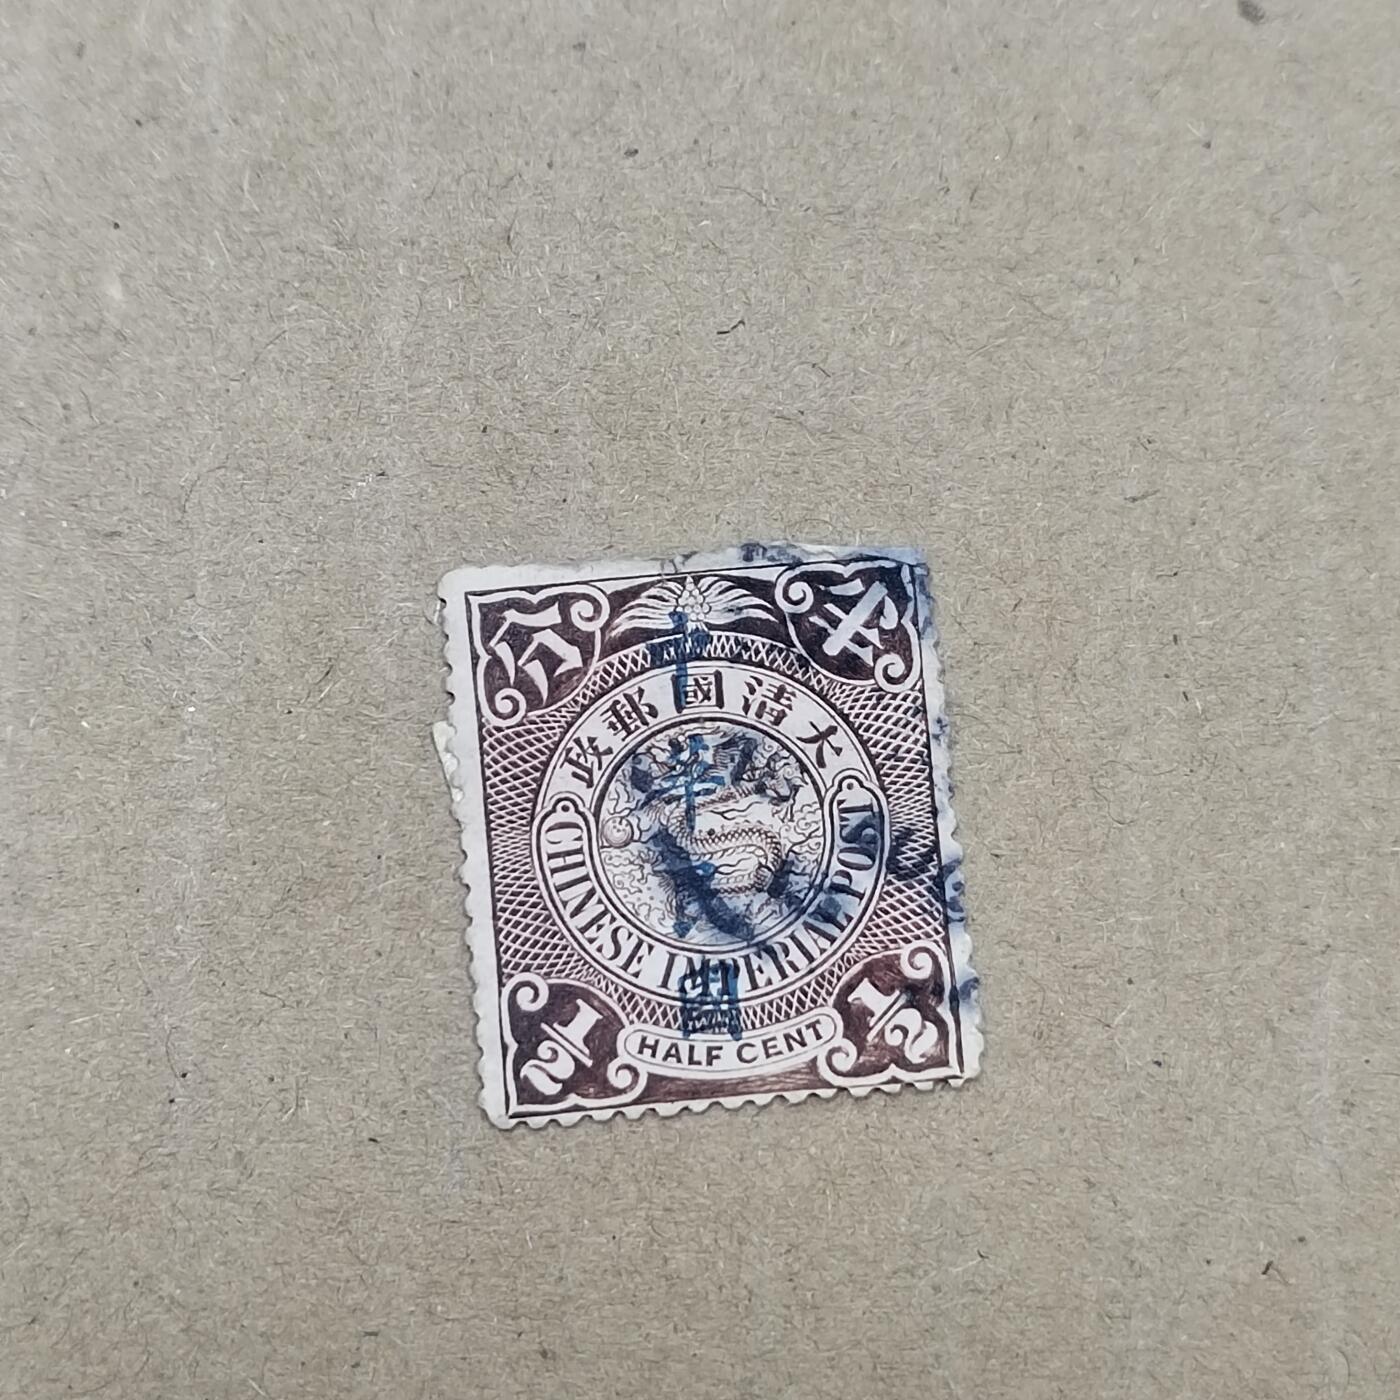 分 半
大清國郵政
中華民國
CHINESE IMPERIAL POST
HALF CENT
1/2 1/2